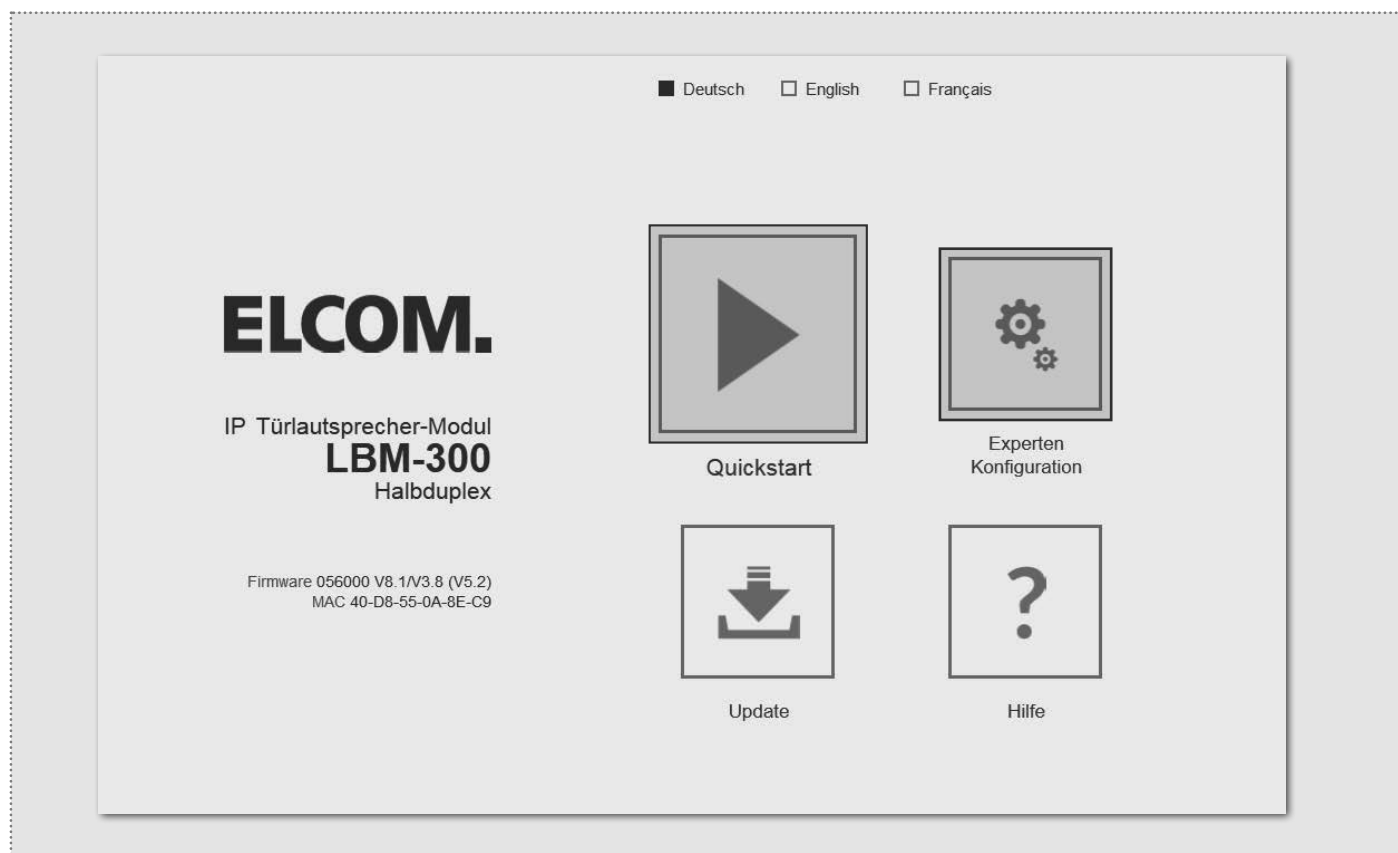 Deutsch English Français
ELCOM.
IP Türlautsprecher-Modul
LBM-300
Halbduplex
Firmware 056000 V8.1/V3.8 (V5.2)
MAC 40-D8-55-0A-8E-C9
Quickstart
Experten
Konfiguration
?
Update
Hilfe